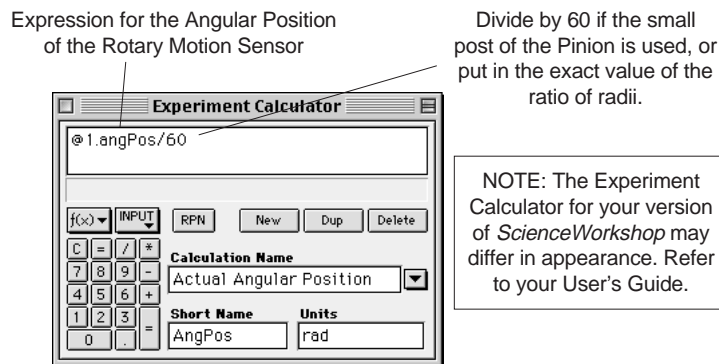 Expression for the Angular Position
of the Rotary Motion Sensor
Divide by 60 if the small
post of the Pinion is used, or
put in the exact value of the
ratio of radii.
Experiment Calculator
@1.angPos/60
f(x) INPUT RPN New Dup Delete
C = / *
7 8 9 -
4 5 6 +
1 2 3 =
0 .
Calculation Name
Actual Angular Position
Short Name Units
AngPos rad
NOTE: The Experiment
Calculator for your version
of ScienceWorkshop may
differ in appearance. Refer
to your User's Guide.